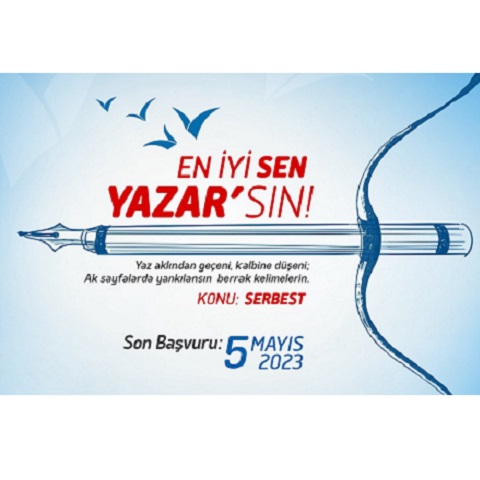 EN İYİ SEN
YAZAR'SIN!
Yaz aklından geçeni, kalbine düşeni;
Ak sayfalarda yankılansın berrak kelimelerin.
KONU: SERBEST
Son Başvuru: 5 MAYIS
2023